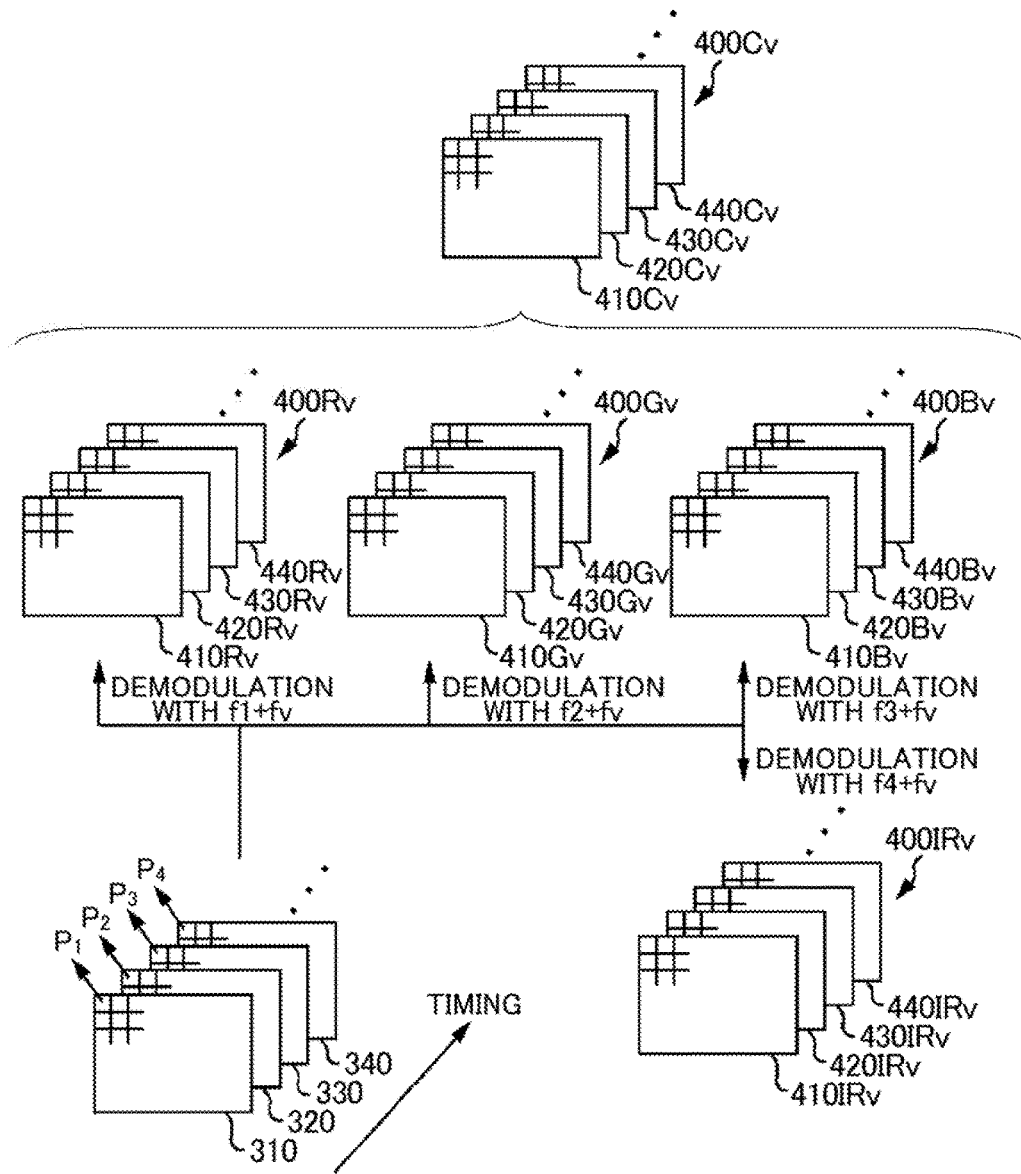 400Cv
440Cv
430Cv
420Cv
410Cv
400Rv
440Rv
430Rv
420Rv
410Rv
400Gv
440Gv
430Gv
420Gv
410Gv
400Bv
440Bv
430Bv
420Bv
410Bv
DEMODULATION
WITH f1+fv
DEMODULATION
WITH f2+fv
DEMODULATION
WITH f3+fv
DEMODULATION
WITH f4+fv
P4
P3
P2
P1
340
330
320
310
TIMING
400IRv
440IRv
430IRv
420IRv
410IRv